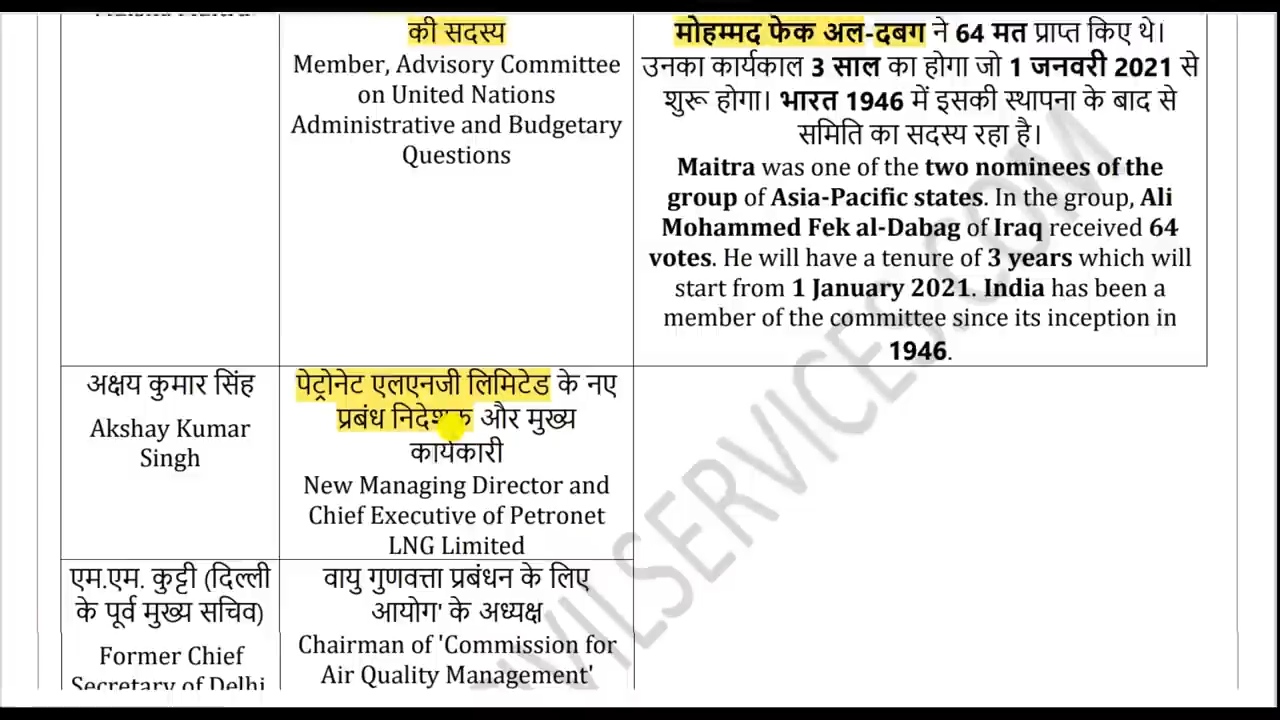 की सदस्य
Member, Advisory Committee
on United Nations
Administrative and Budgetary
Questions
मोहम्मद फेक अल-दबग ने 64 मत प्राप्त किए थे।
उनका कार्यकाल 3 साल का होगा जो 1 जनवरी 2021 से
शुरू होगा। भारत 1946 में इसकी स्थापना के बाद से
समिति का सदस्य रहा है।
Maitra was one of the two nominees of the
group of Asia-Pacific states. In the group, Ali
Mohammed Fek al-Dabag of Iraq received 64
votes. He will have a tenure of 3 years which will
start from 1 January 2021. India has been a
member of the committee since its inception in
1946.
अक्षय कुमार सिंह
Akshay Kumar
Singh
पेट्रोनेट एलएनजी लिमिटेड के नए
प्रबंध निदेशक और मुख्य
कार्यकारी
New Managing Director and
Chief Executive of Petronet
LNG Limited
एम.एम. कुट्टी (दिल्ली
के पूर्व मुख्य सचिव)
Former Chief
Secretary of Delhi
वायु गुणवत्ता प्रबंधन के लिए
आयोग' के अध्यक्ष
Chairman of 'Commission for
Air Quality Management'
CIVILSERVICES.COM